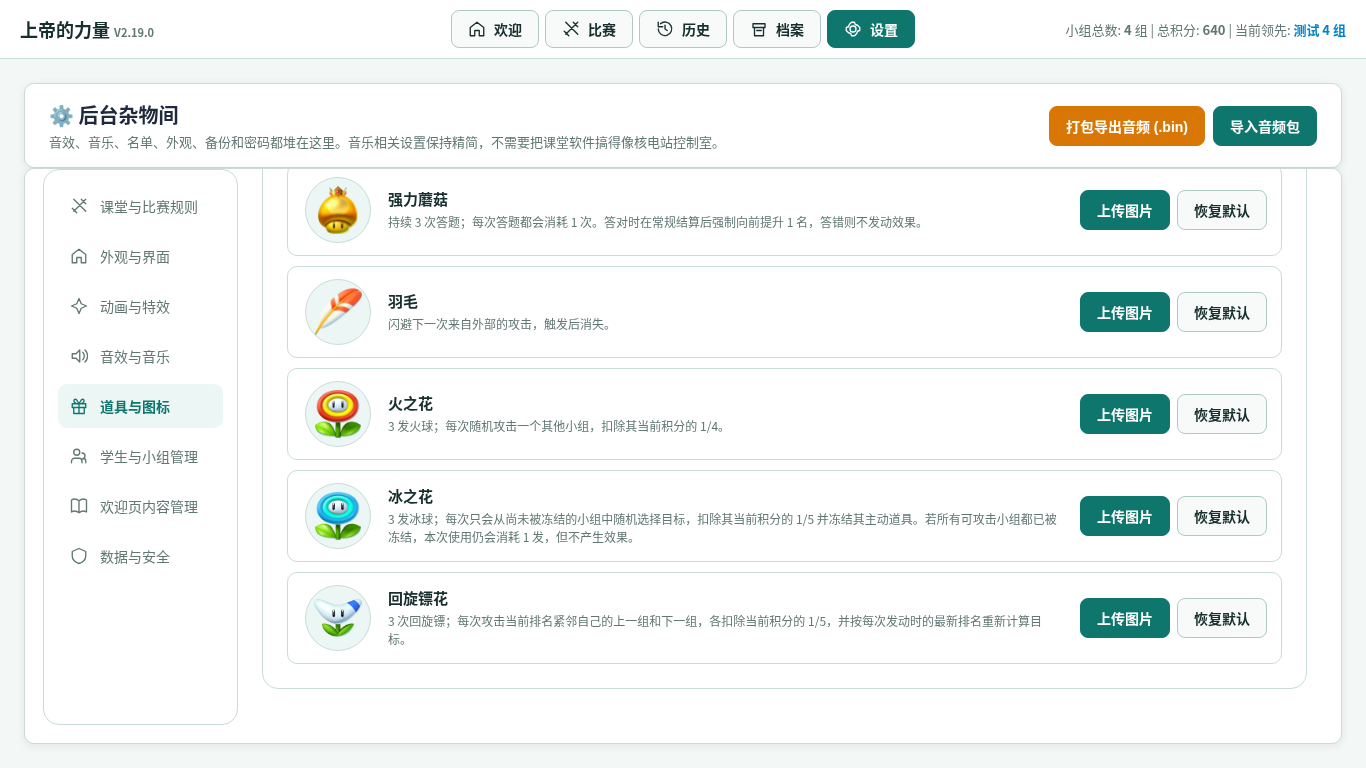 上帝的力量 V2.19.0
欢迎
比赛
历史
档案
设置
小组总数: 4 组 | 总积分: 640 | 当前领先: 测试 4 组
后台杂物间
音效、音乐、名单、外观、备份和密码都堆在这里。音乐相关设置保持精简，不需要把课堂软件搞得像核电站控制室。
打包导出音频 (.bin)
导入音频包
课堂与比赛规则
外观与界面
动画与特效
音效与音乐
道具与图标
学生与小组管理
欢迎页内容管理
数据与安全
强力蘑菇
持续 3 次答题；每次答题都会消耗 1 次。答对时在常规结算后强制向前提升 1 名，答错则不发动效果。
上传图片
恢复默认
羽毛
闪避下一次来自外部的攻击，触发后消失。
上传图片
恢复默认
火之花
3 发火球；每次随机攻击一个其他小组，扣除其当前积分的 1/4。
上传图片
恢复默认
冰之花
3 发冰球；每次只会从尚未被冻结的小组中随机选择目标，扣除其当前积分的 1/5 并冻结其主动道具。若所有可攻击小组都已被
冻结，本次使用仍会消耗 1 发，但不产生效果。
上传图片
恢复默认
回旋镖花
3 次回旋镖；每次攻击当前排名紧邻自己的上一组和下一组，各扣除当前积分的 1/5，并按每次发动时的最新排名重新计算目
标。
上传图片
恢复默认